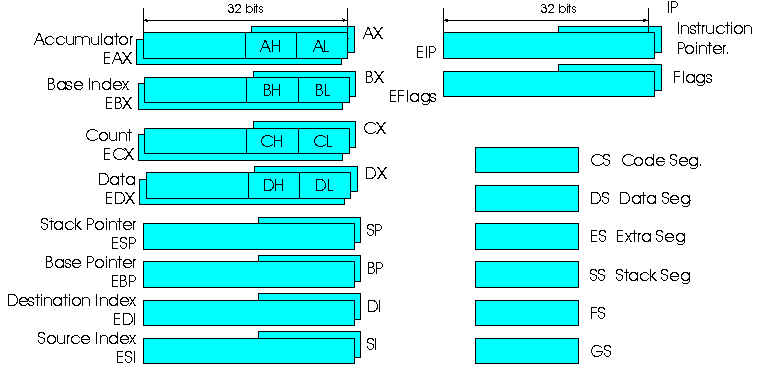 32 bits
AX
Accumulator
EAX
AH AL
Base Index
EBX
BH BL
BX
Count
ECX
CH CL
CX
Data
EDX
DH DL
DX
Stack Pointer
ESP
SP
Base Pointer
EBP
BP
Destination Index
EDI
DI
Source Index
ESI
SI
32 bits
IP
Instruction
Pointer.
EIP
Flags
EFlags
CS Code Seg.
DS Data Seg
ES Extra Seg
SS Stack Seg
FS
GS